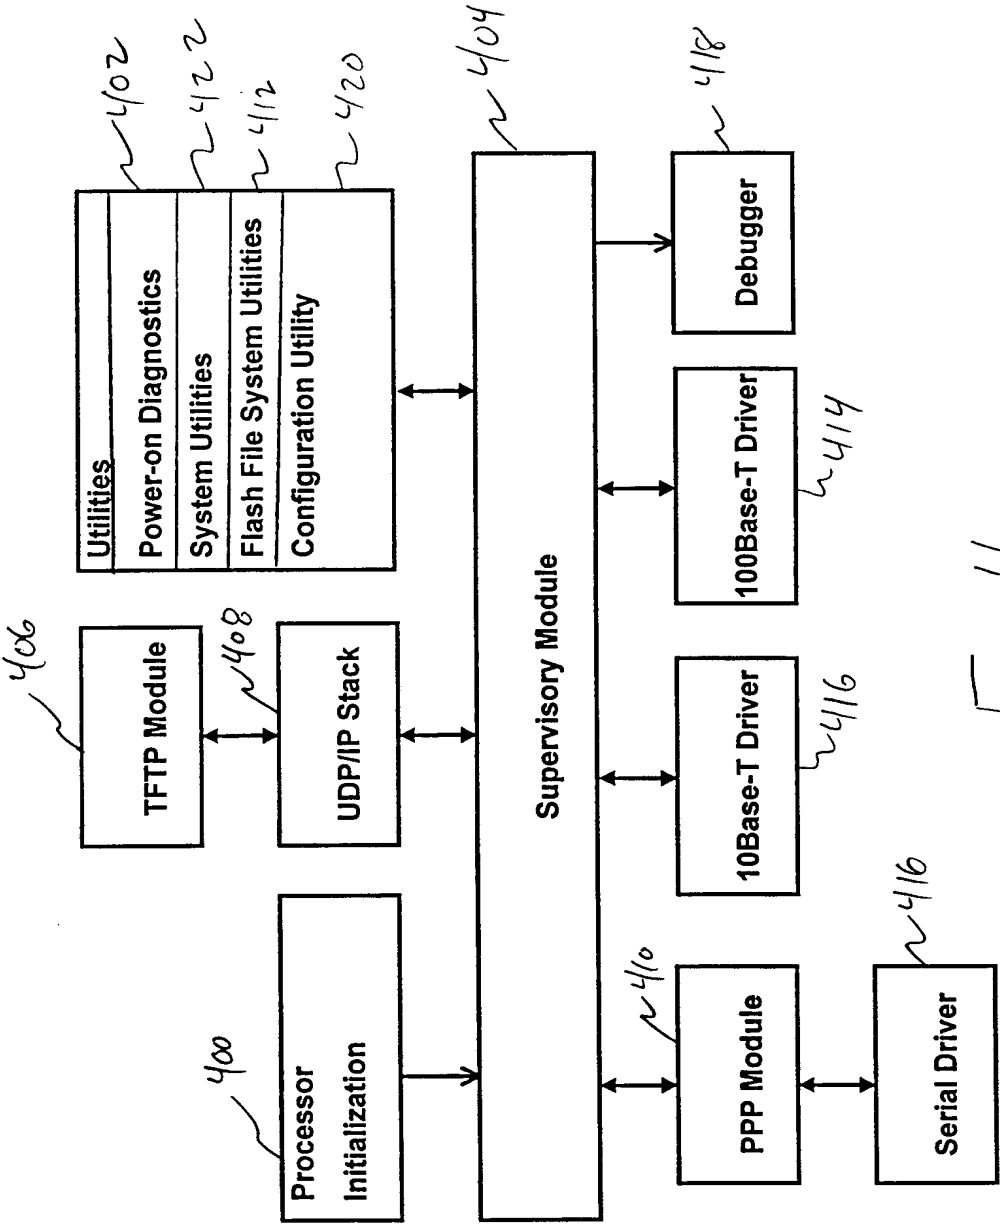 406
TFTP Module
408
UDP/IP Stack
400
Processor
Initialization
Utilities
402
Power-on Diagnostics
422
System Utilities
412
Flash File System Utilities
420
Configuration Utility
404
Supervisory Module
410
PPP Module
416
Serial Driver
10Base-T Driver
416
100Base-T Driver
414
418
Debugger